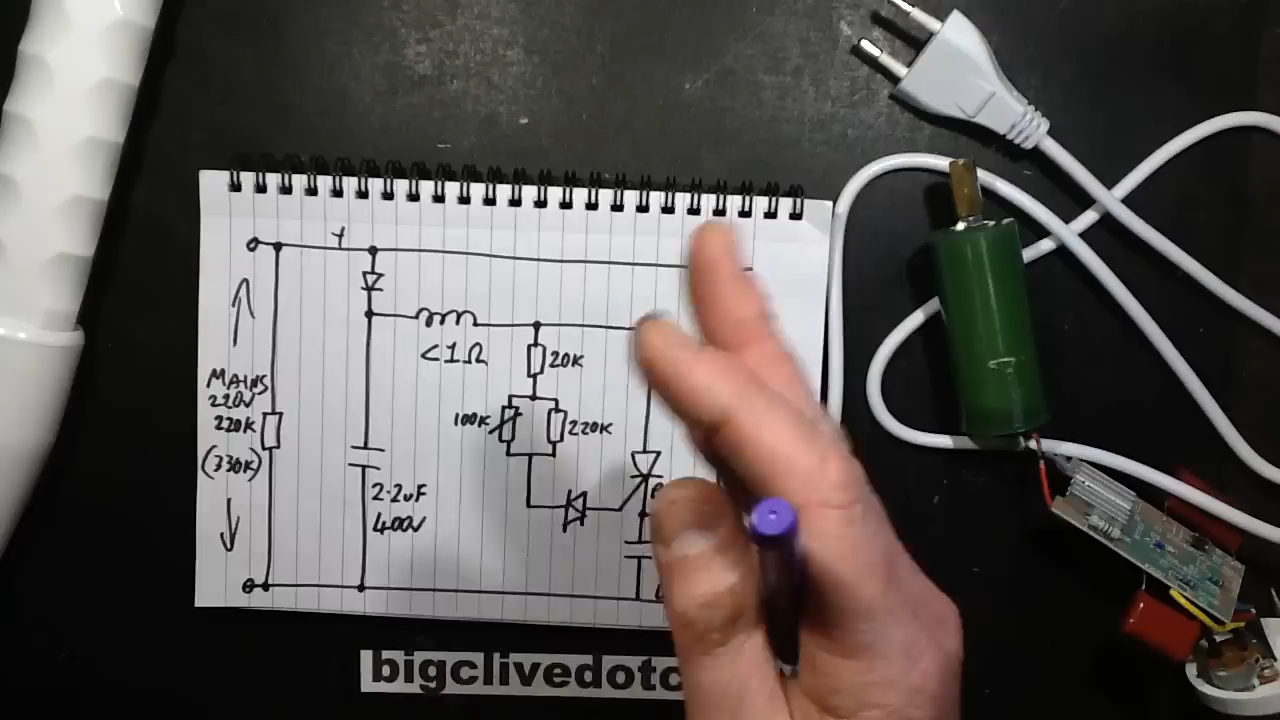 +
<1Ω
20K
MAINS
220V
220K
(330K)
100K
220K
2·2uF
400V
bigclivedotc